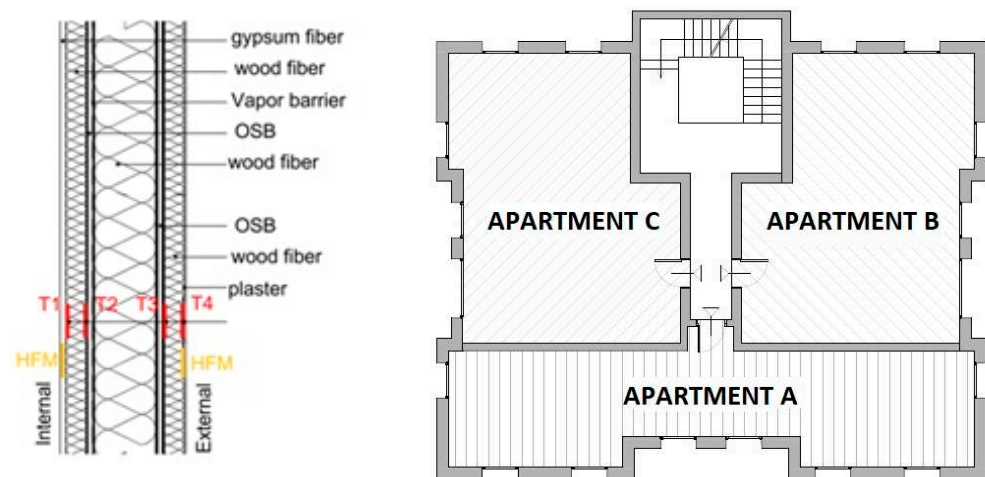 gypsum fiber
wood fiber
Vapor barrier
OSB
wood fiber
OSB
wood fiber
plaster
T1 T2 T3 T4
HFM HFM
Internal
External
APARTMENT C
APARTMENT B
APARTMENT A